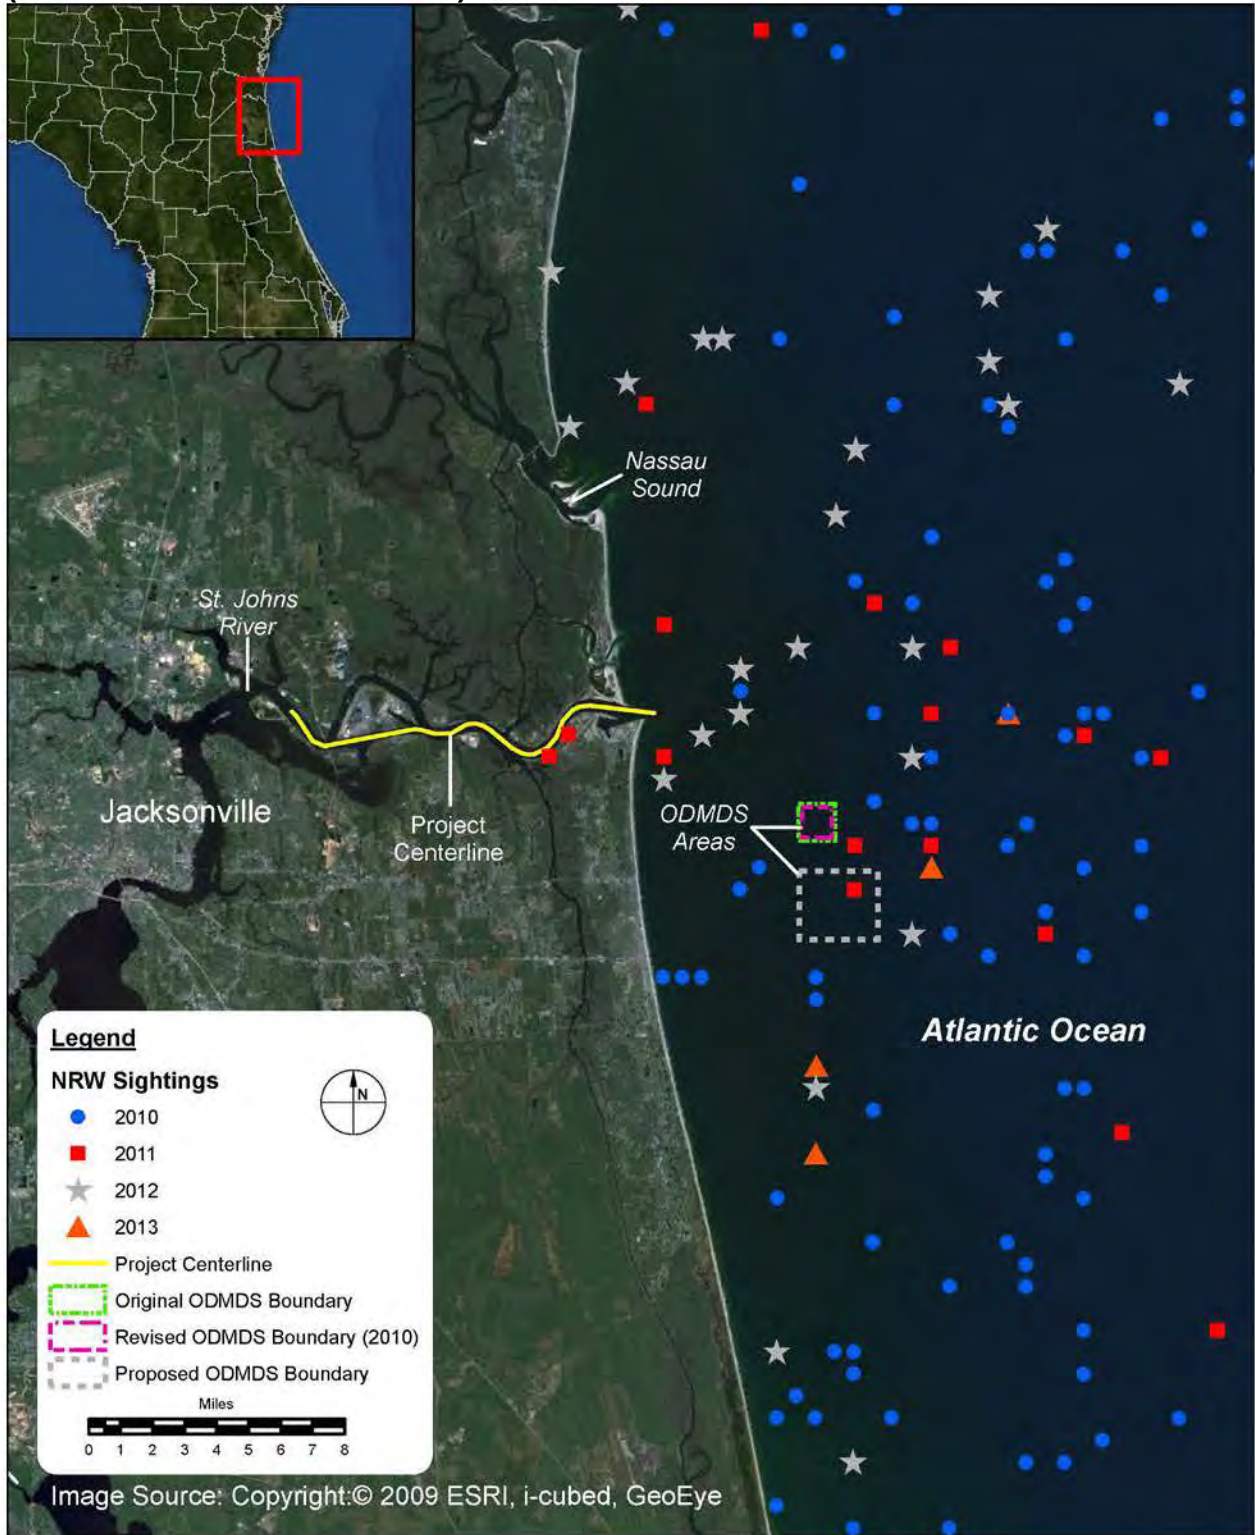 Nassau
Sound
St. Johns
River
Jacksonville
Project
Centerline
ODMDS
Areas
Atlantic Ocean
Legend
NRW Sightings
N
2010
2011
2012
2013
Project Centerline
Original ODMDS Boundary
Revised ODMDS Boundary (2010)
Proposed ODMDS Boundary
Miles
0 1 2 3 4 5 6 7 8
Image Source: Copyright:© 2009 ESRI, i-cubed, GeoEye